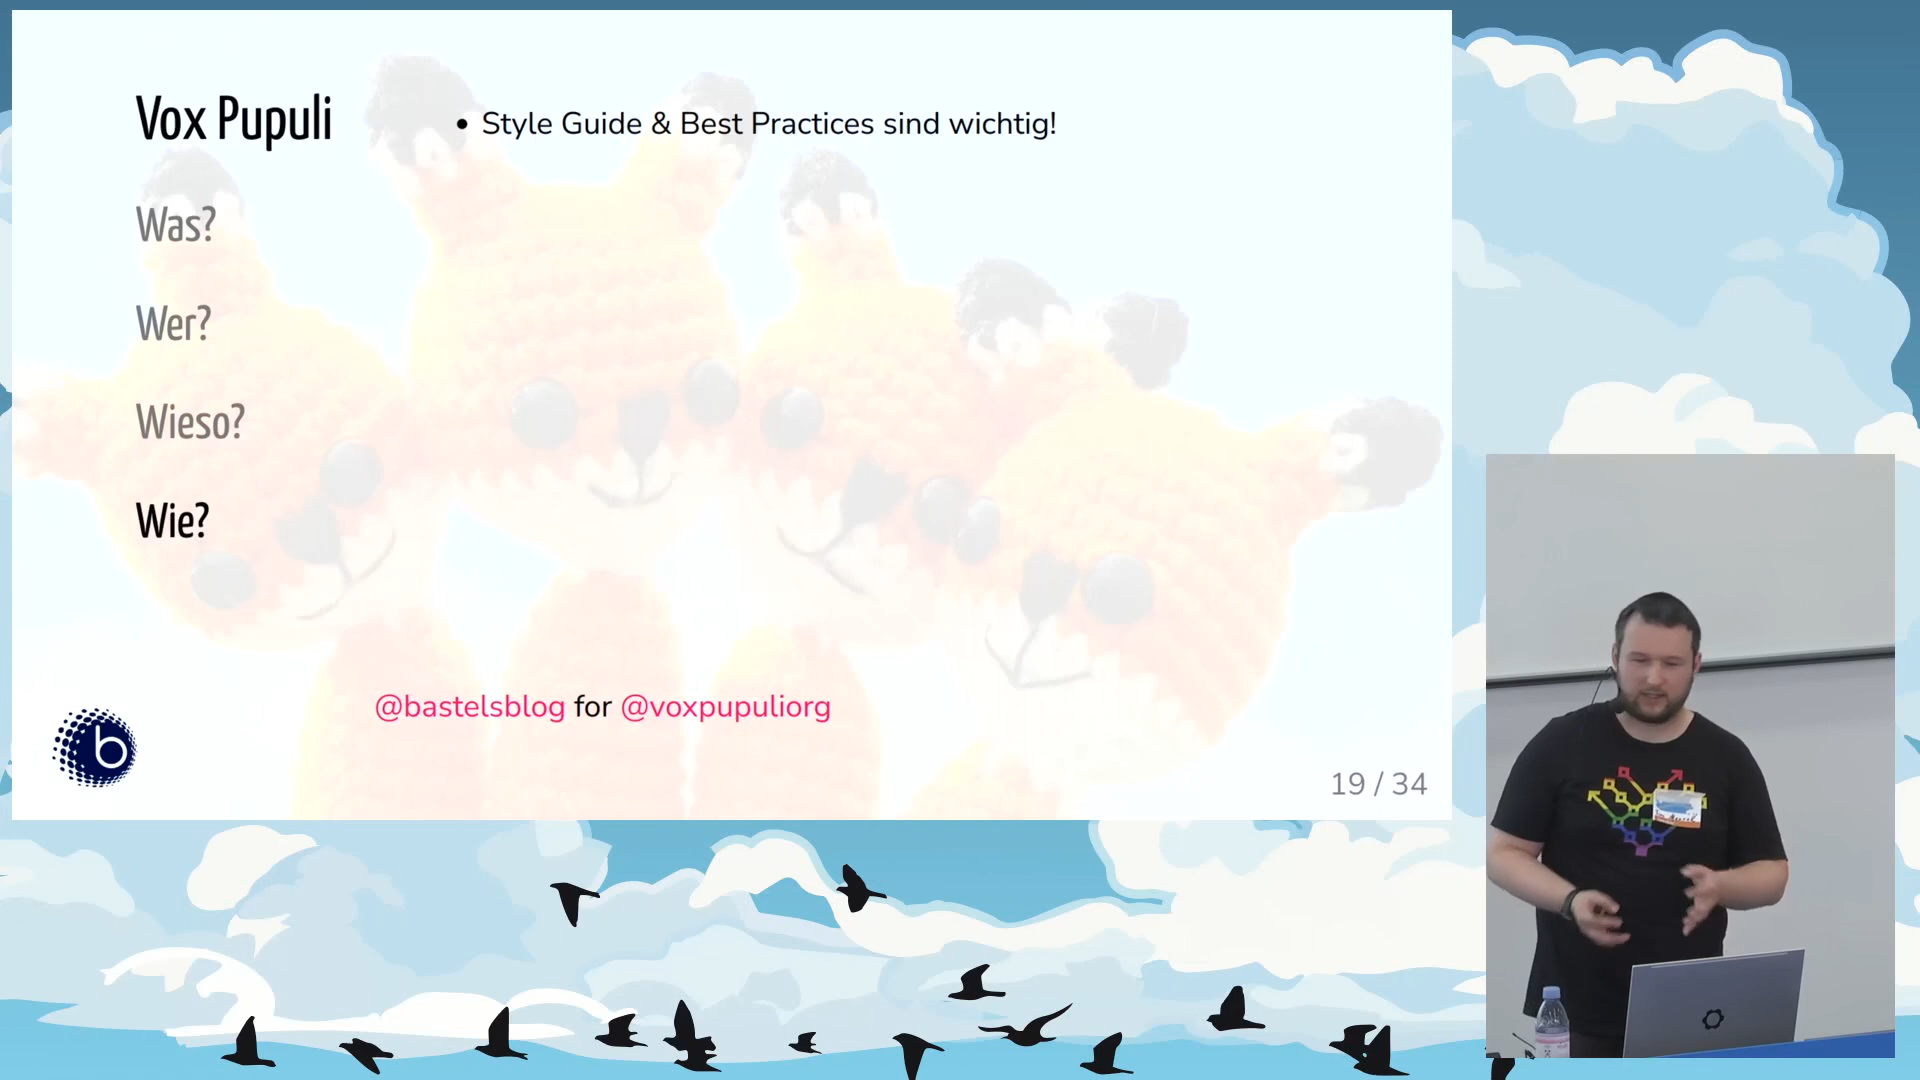 Vox Pupuli
Was?
Wer?
Wieso?
Wie?
• Style Guide & Best Practices sind wichtig!
@bastelsblog for @voxpupuliorg
b
19 / 34